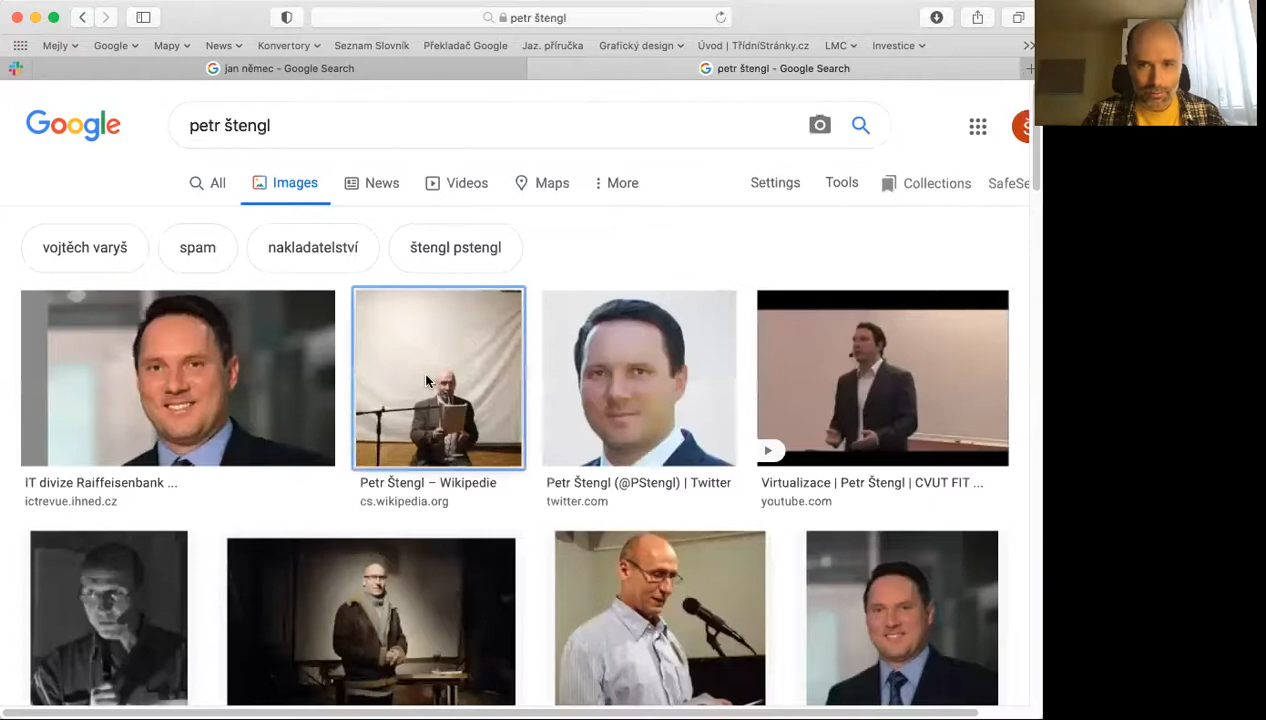 petr štengl
Mejly Google Mapy News Konvertory Seznam Slovník Překladač Google Jaz. příručka Grafický design Úvod | TřídníStránky.cz LMC Investice
jan němec - Google Search petr štengl - Google Search
Google petr štengl Š
All Images News Videos Maps More Settings Tools Collections SafeSe
vojtěch varyš spam nakladatelství štengl pstengl
IT divize Raiffeisenbank ... Petr Štengl – Wikipedie Petr Štengl (@PStengl) | Twitter Virtualizace | Petr Štengl | CVUT FIT ...
ictrevue.ihned.cz cs.wikipedia.org twitter.com youtube.com